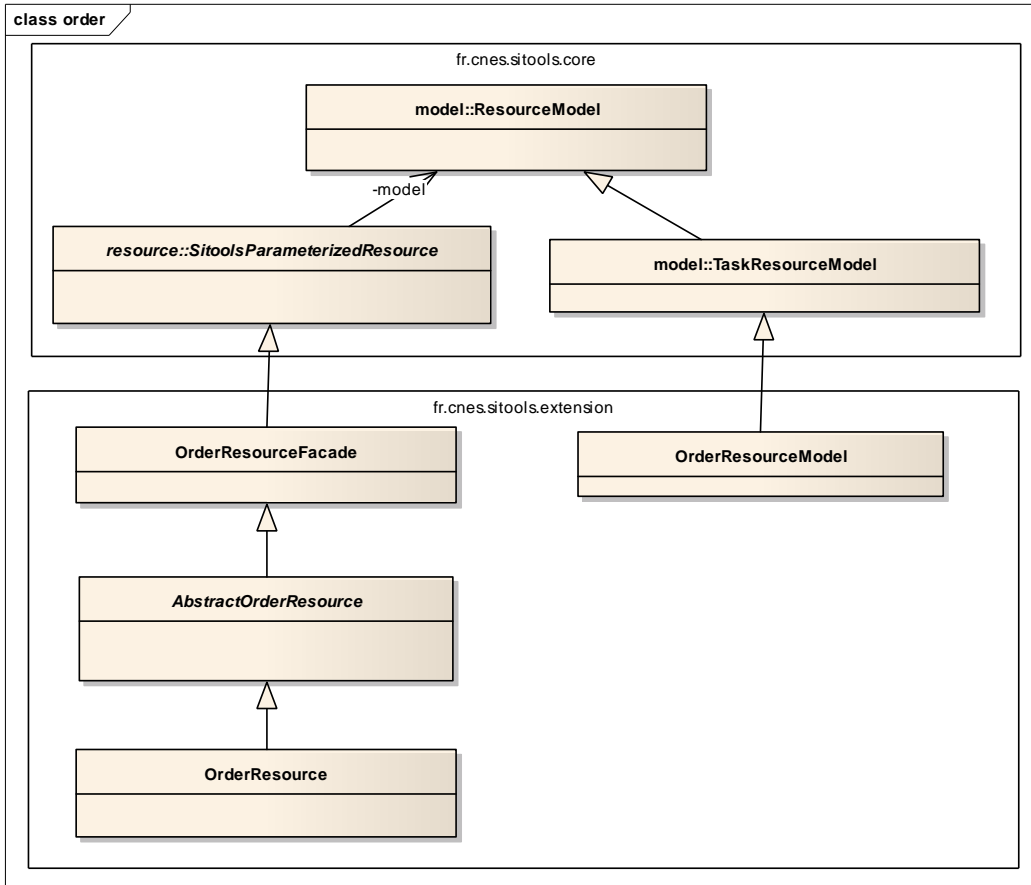 class order
fr.cnes.sitools.core
model::ResourceModel
-model
resource::SitoolsParameterizedResource
model::TaskResourceModel
fr.cnes.sitools.extension
OrderResourceFacade
OrderResourceModel
AbstractOrderResource
OrderResource